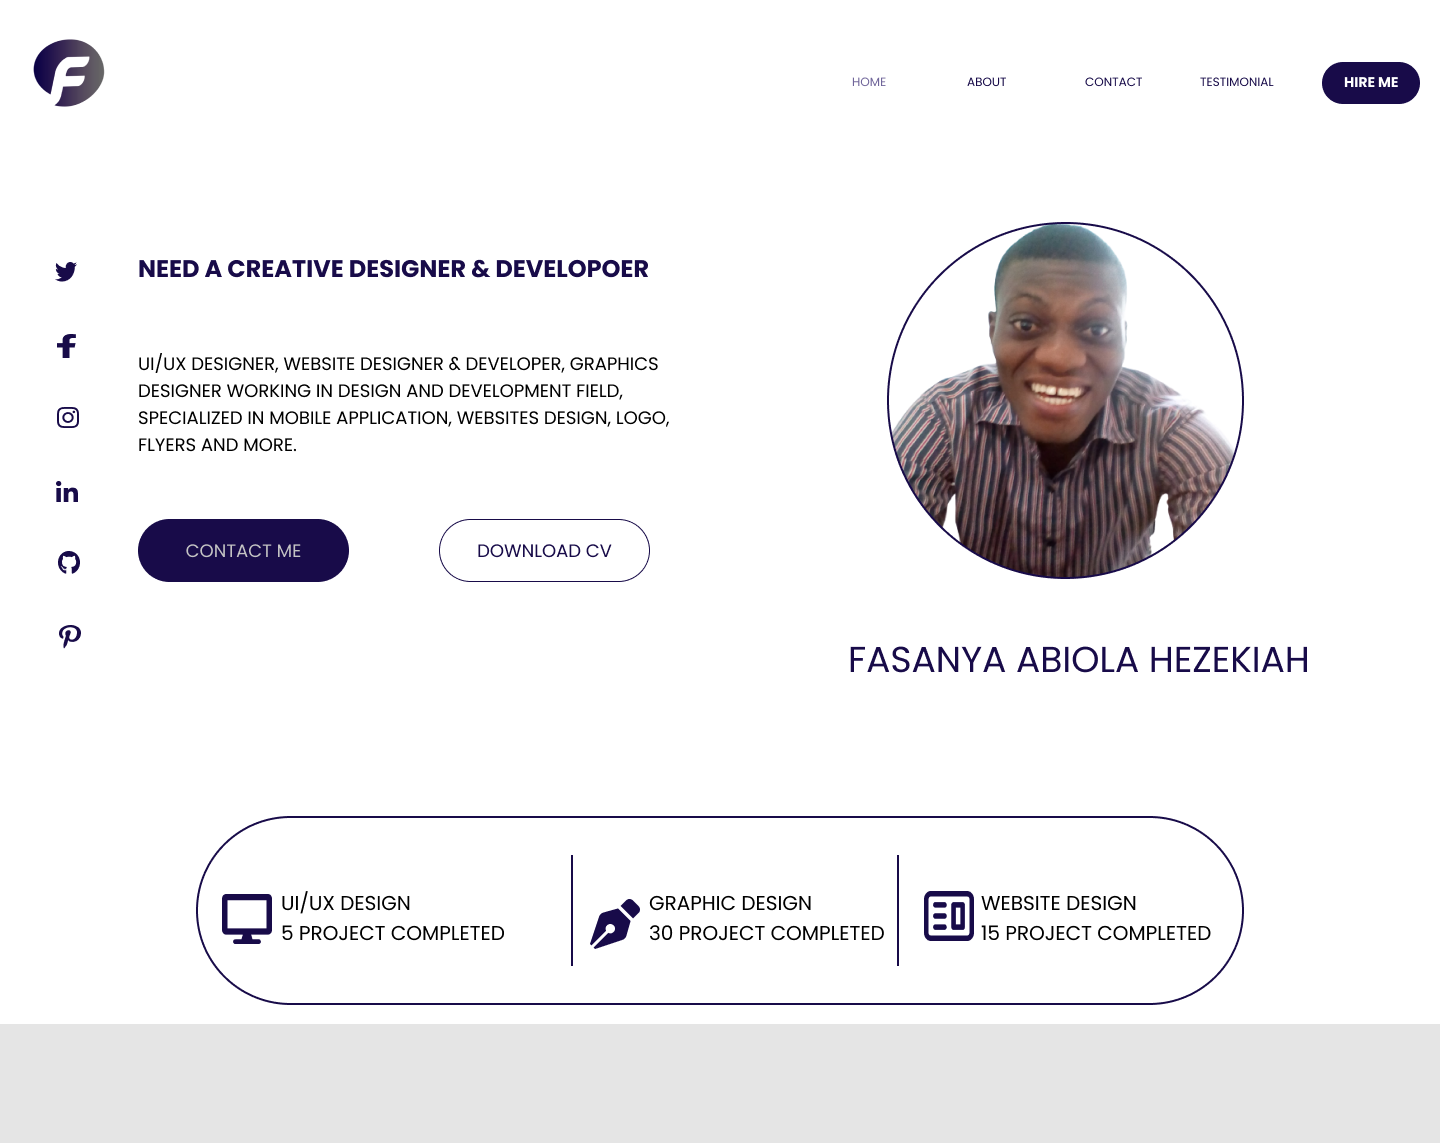 F
HOME
ABOUT
CONTACT
TESTIMONIAL
HIRE ME
NEED A CREATIVE DESIGNER & DEVELOPOER
UI/UX DESIGNER, WEBSITE DESIGNER & DEVELOPER, GRAPHICS
DESIGNER WORKING IN DESIGN AND DEVELOPMENT FIELD,
SPECIALIZED IN MOBILE APPLICATION, WEBSITES DESIGN, LOGO,
FLYERS AND MORE.
CONTACT ME
DOWNLOAD CV
FASANYA ABIOLA HEZEKIAH
UI/UX DESIGN
5 PROJECT COMPLETED
GRAPHIC DESIGN
30 PROJECT COMPLETED
WEBSITE DESIGN
15 PROJECT COMPLETED